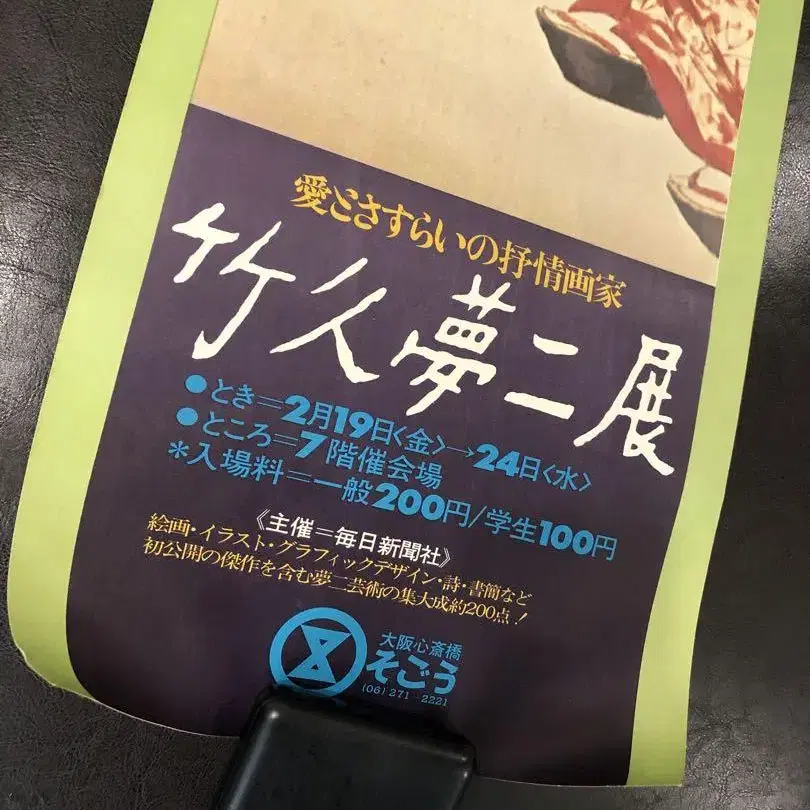 愛とさすらいの抒情画家
竹久夢二展
●とき=2月19日〈金〉→24日〈水〉
●ところ=7階催会場
*入場料=一般200円/学生100円
《主催=毎日新聞社》
絵画・イラスト・グラフィックデザイン・詩・書簡など
初公開の傑作を含む夢二芸術の集大成約200点!
大阪心斎橋
そごう
(06)271-2221